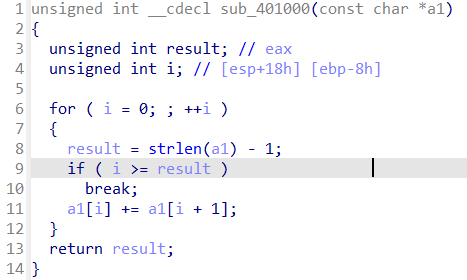 1 unsigned int __cdecl sub_401000(const char *a1)
2 {
3   unsigned int result; // eax
4   unsigned int i; // [esp+18h] [ebp-8h]
5
6   for ( i = 0; ; ++i )
7   {
8     result = strlen(a1) - 1;
9     if ( i >= result )
10       break;
11     a1[i] += a1[i + 1];
12   }
13   return result;
14 }